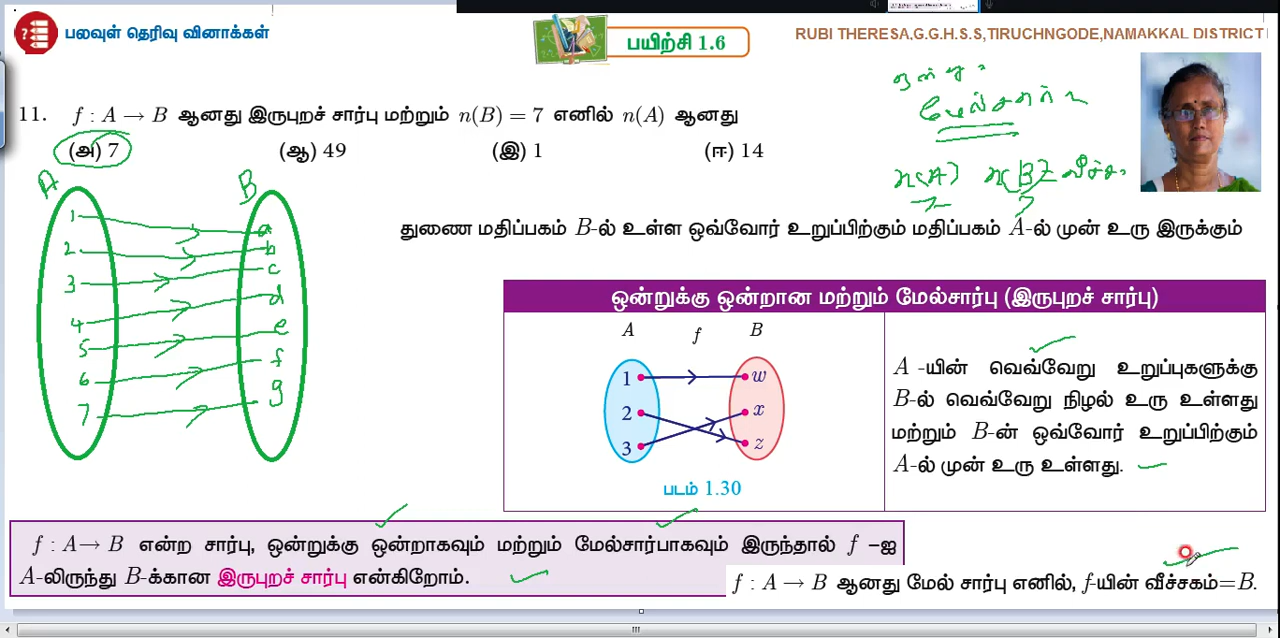 பலவுள் தெரிவு வினாக்கள்
பயிற்சி 1.6
RUBI THERESA,G.G.H.S.S,TIRUCHNGODE,NAMAKKAL DISTRICT
11. f : A → B ஆனது இருபுறச் சார்பு மற்றும் n(B) = 7 எனில் n(A) ஆனது
(அ) 7 (ஆ) 49 (இ) 1 (ஈ) 14
n(A) n(B)
7 7
A B
1 a
2 b
3 c
4 d
5 e
6 f
7 g
துணை மதிப்பகம் B-ல் உள்ள ஒவ்வோர் உறுப்பிற்கும் மதிப்பகம் A-ல் முன் உரு இருக்கும்
ஒன்றுக்கு ஒன்றான மற்றும் மேல்சார்பு (இருபுறச் சார்பு)
A f B
1 w
2 x
3 z
படம் 1.30
A -யின் வெவ்வேறு உறுப்புகளுக்கு
B-ல் வெவ்வேறு நிழல் உரு உள்ளது
மற்றும் B-ன் ஒவ்வோர் உறுப்பிற்கும்
A-ல் முன் உரு உள்ளது.
f : A → B என்ற சார்பு, ஒன்றுக்கு ஒன்றாகவும் மற்றும் மேல்சார்பாகவும் இருந்தால் f –ஐ
A-லிருந்து B-க்கான இருபுறச் சார்பு என்கிறோம்.
f : A → B ஆனது மேல் சார்பு எனில், f-யின் வீச்சகம்=B.